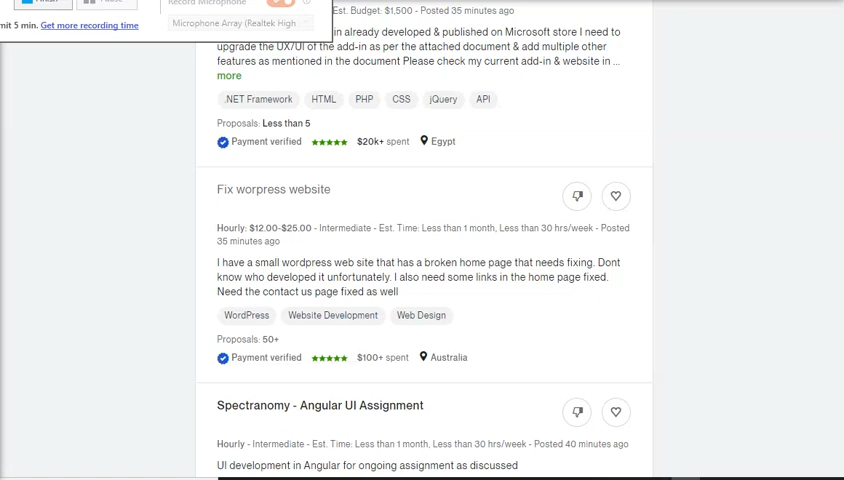 Record Microphone
Est. Budget: $1,500 - Posted 35 minutes ago
mit 5 min. Get more recording time
Microphone Array (Realtek High
in already developed & published on Microsoft store I need to
upgrade the UX/UI of the add-in as per the attached document & add multiple other
features as mentioned in the document Please check my current add-in & website in ...
more
.NET Framework HTML PHP CSS jQuery API
Proposals: Less than 5
Payment verified $20k+ spent Egypt
Fix worpress website
Hourly: $12.00-$25.00 - Intermediate - Est. Time: Less than 1 month, Less than 30 hrs/week - Posted
35 minutes ago
I have a small wordpress web site that has a broken home page that needs fixing. Dont
know who developed it unfortunately. I also need some links in the home page fixed.
Need the contact us page fixed as well
WordPress Website Development Web Design
Proposals: 50+
Payment verified $100+ spent Australia
Spectranomy - Angular UI Assignment
Hourly - Intermediate - Est. Time: Less than 1 month, Less than 30 hrs/week - Posted 40 minutes ago
UI development in Angular for ongoing assignment as discussed